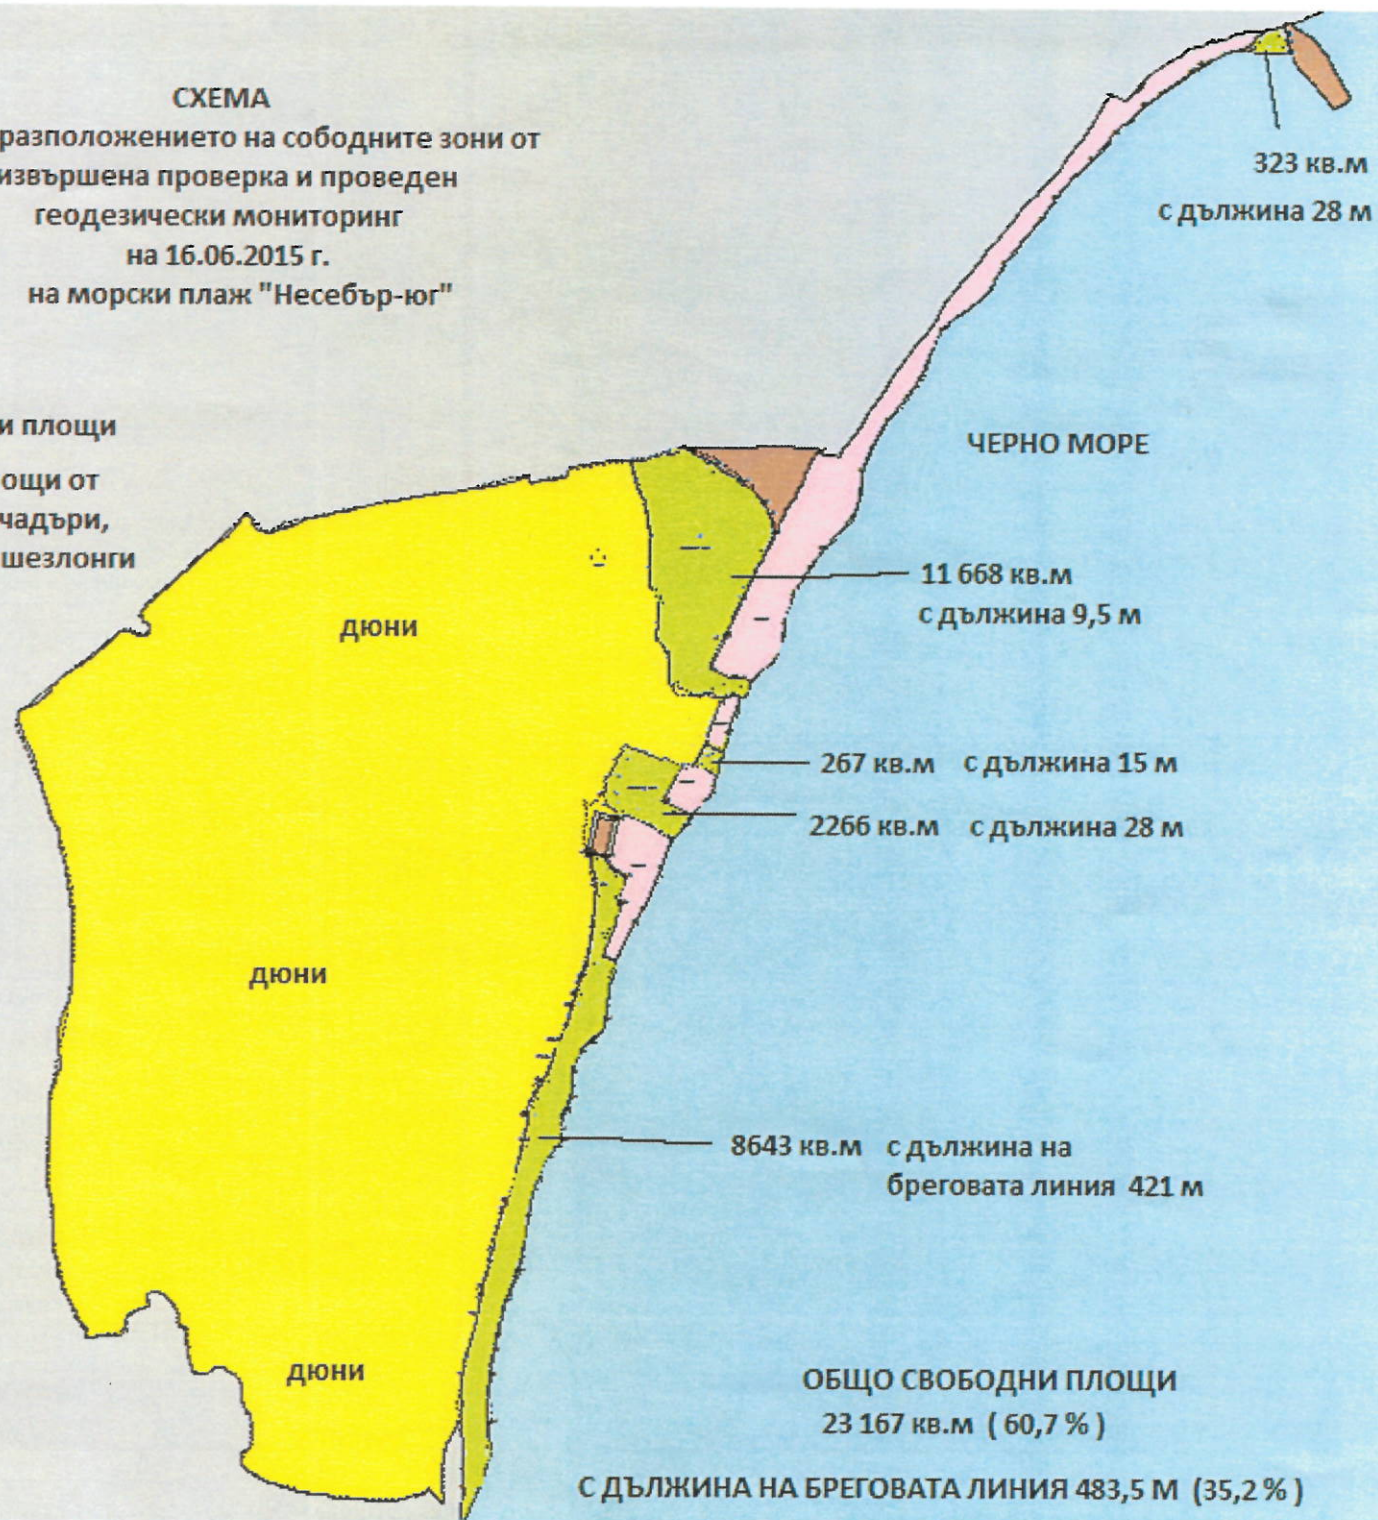 СХЕМА
разположението на сободните зони от
извършена проверка и проведен
геодезически мониторинг
на 16.06.2015 г.
на морски плаж "Несебър-юг"
и площи
ощи от
чадъри,
шезлонги
323 кв.м
с дължина 28 м
ЧЕРНО МОРЕ
11 668 кв.м
с дължина 9,5 м
дюни
267 кв.м с дължина 15 м
2266 кв.м с дължина 28 м
дюни
8643 кв.м с дължина на
бреговата линия 421 м
дюни
ОБЩО СВОБОДНИ ПЛОЩИ
23 167 кв.м ( 60,7 % )
С ДЪЛЖИНА НА БРЕГОВАТА ЛИНИЯ 483,5 М (35,2 % )